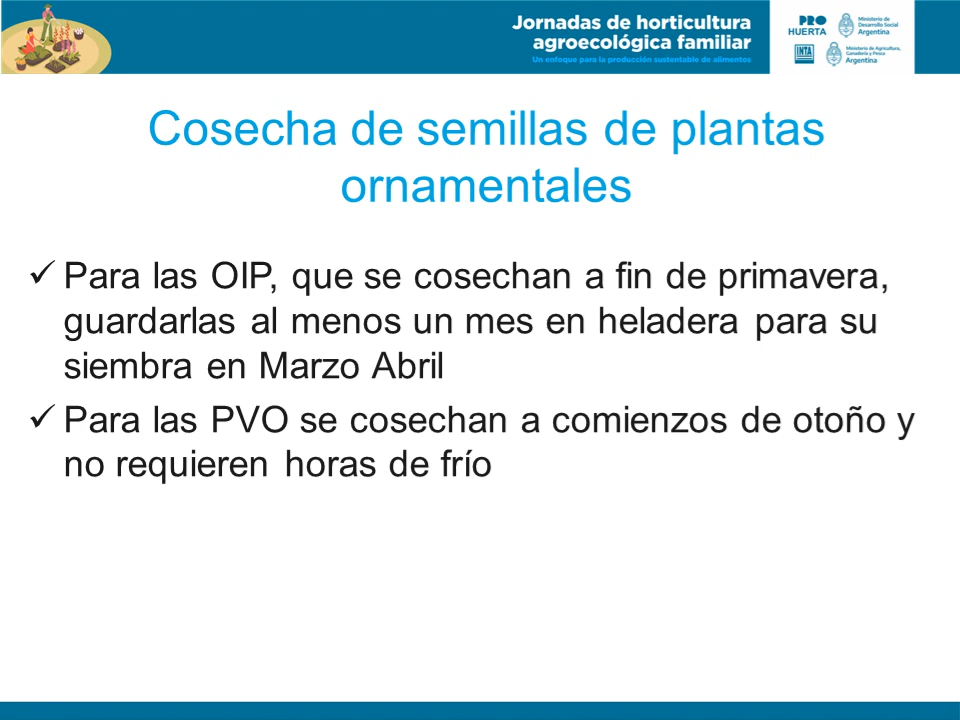 Jornadas de horticultura
agroecológica familiar
Un enfoque para la producción sustentable de alimentos
PRO
HUERTA
Ministerio de
Desarrollo Social
Argentina
INTA
Ministerio de Agricultura,
Ganadería y Pesca
Argentina
Cosecha de semillas de plantas
ornamentales
Para las OIP, que se cosechan a fin de primavera,
guardarlas al menos un mes en heladera para su
siembra en Marzo Abril
Para las PVO se cosechan a comienzos de otoño y
no requieren horas de frío